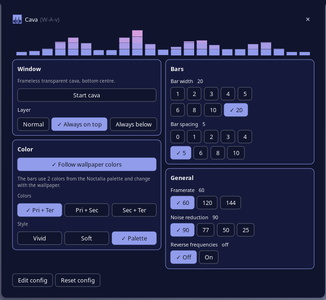 Cava (W-A-v)
×
Window
Frameless transparent cava, bottom centre.
Start cava
Layer
Normal
✓ Always on top
Always below
Color
✓ Follow wallpaper colors
The bars use 2 colors from the Noctalia palette and change
with the wallpaper.
Colors
✓ Pri + Ter
Pri + Sec
Sec + Ter
Style
Vivid
Soft
✓ Palette
Bars
Bar width 20
1 2 3 4 5
6 8 10 ✓ 20
Bar spacing 5
0 1 2 3 4
✓ 5 6 8 10
General
Framerate 60
✓ 60 120 144
Noise reduction 90
✓ 90 77 50 25
Reverse frequencies off
✓ Off On
Edit config
Reset config